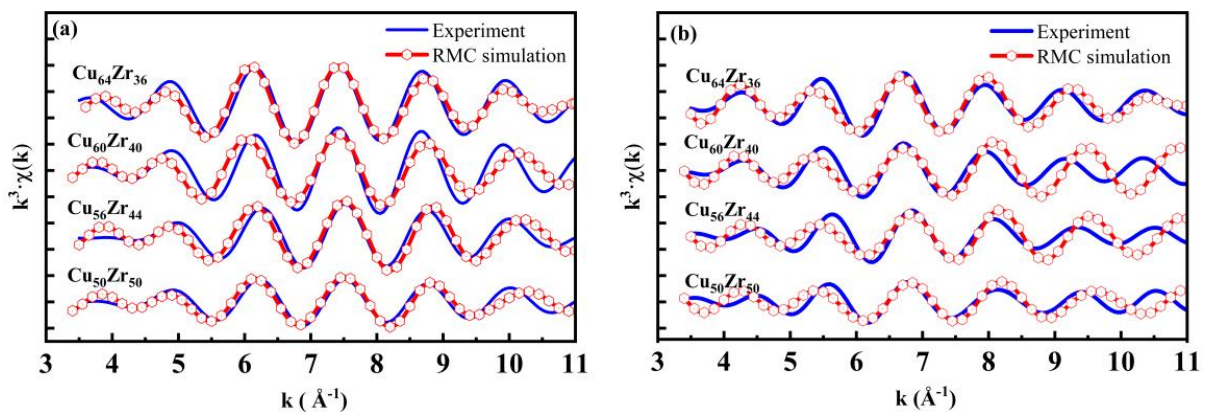 (a)
Experiment
RMC simulation
Cu₆₄Zr₃₆
Cu₆₀Zr₄₀
Cu₅₆Zr₄₄
Cu₅₀Zr₅₀
k³·χ(k)
3 4 5 6 7 8 9 10 11
k ( Å⁻¹)
(b)
Experiment
RMC simulation
Cu₆₄Zr₃₆
Cu₆₀Zr₄₀
Cu₅₆Zr₄₄
Cu₅₀Zr₅₀
k³·χ(k)
3 4 5 6 7 8 9 10 11
k (Å⁻¹)